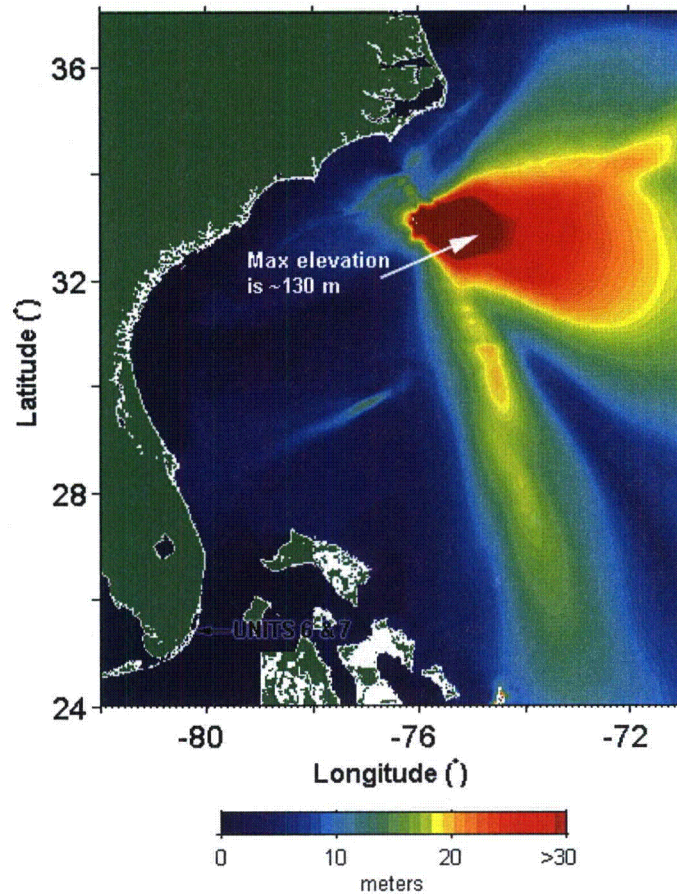 36
32
28
24
Latitude (°)
Max elevation
is ~130 m
UNITS 6 & 7
-80
-76
-72
Longitude (°)
0
10
20
>30
meters